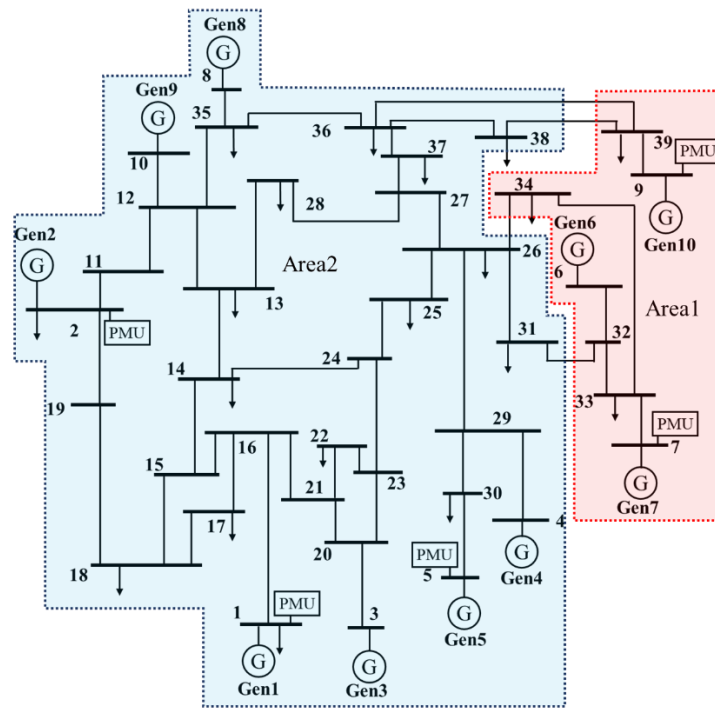 Gen8
G
8
Gen9
G
35
36
38
39
37
PMU
10
9
34
12
28
27
Gen6
Gen10
G
G
Gen2
G
11
Area2
26
6
13
25
31
Area1
2
PMU
32
24
14
33
19
29
22
PMU
16
7
15
23
30
21
G
17
Gen7
20
4
18
PMU
5
G
Gen4
1
PMU
3
G
Gen5
G
G
Gen1
Gen3